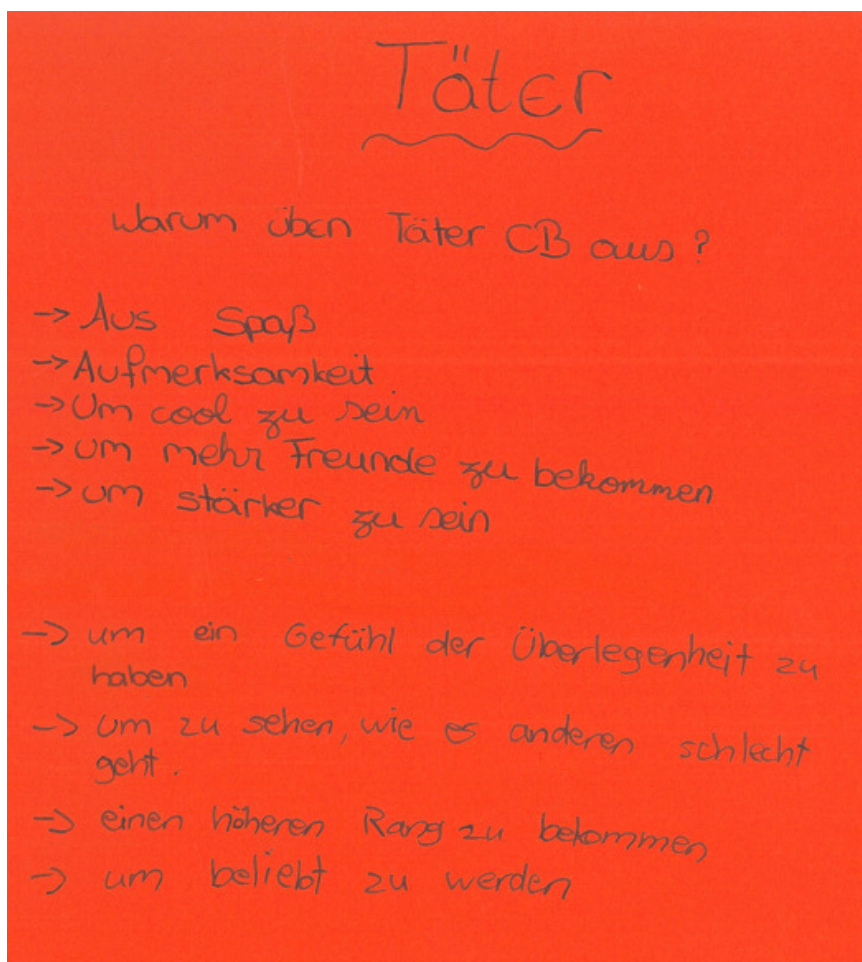 Täter
Warum üben Täter CB aus?
-> Aus Spaß
-> Aufmerksamkeit
-> Um cool zu sein
-> um mehr Freunde zu bekommen
-> um stärker zu sein
-> um ein Gefühl der Überlegenheit zu
haben
-> Um zu sehen, wie es anderen schlecht
geht.
-> einen höheren Rang zu bekommen
-> um beliebt zu werden